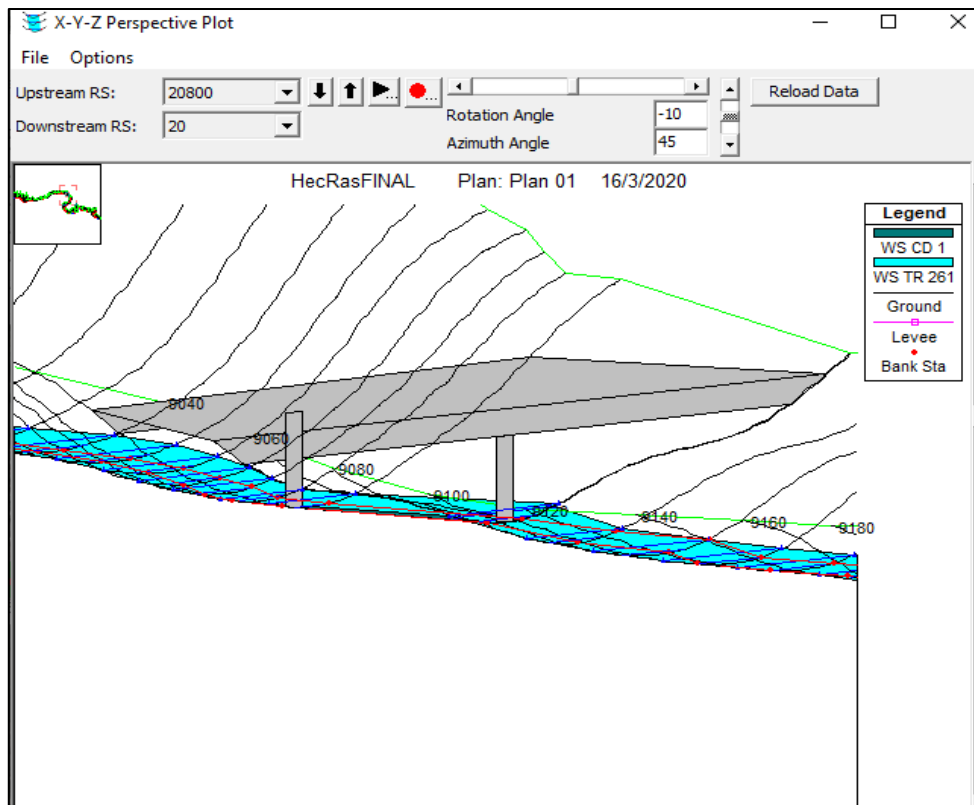 X-Y-Z Perspective Plot
File Options
Upstream RS: 20800
Downstream RS: 20
Rotation Angle -10
Azimuth Angle 45
Reload Data
HecRasFINAL Plan: Plan 01 16/3/2020
Legend
WS CD 1
WS TR 261
Ground
Levee
Bank Sta
9040
9060
9080
9100
9120
9140
9160
9180